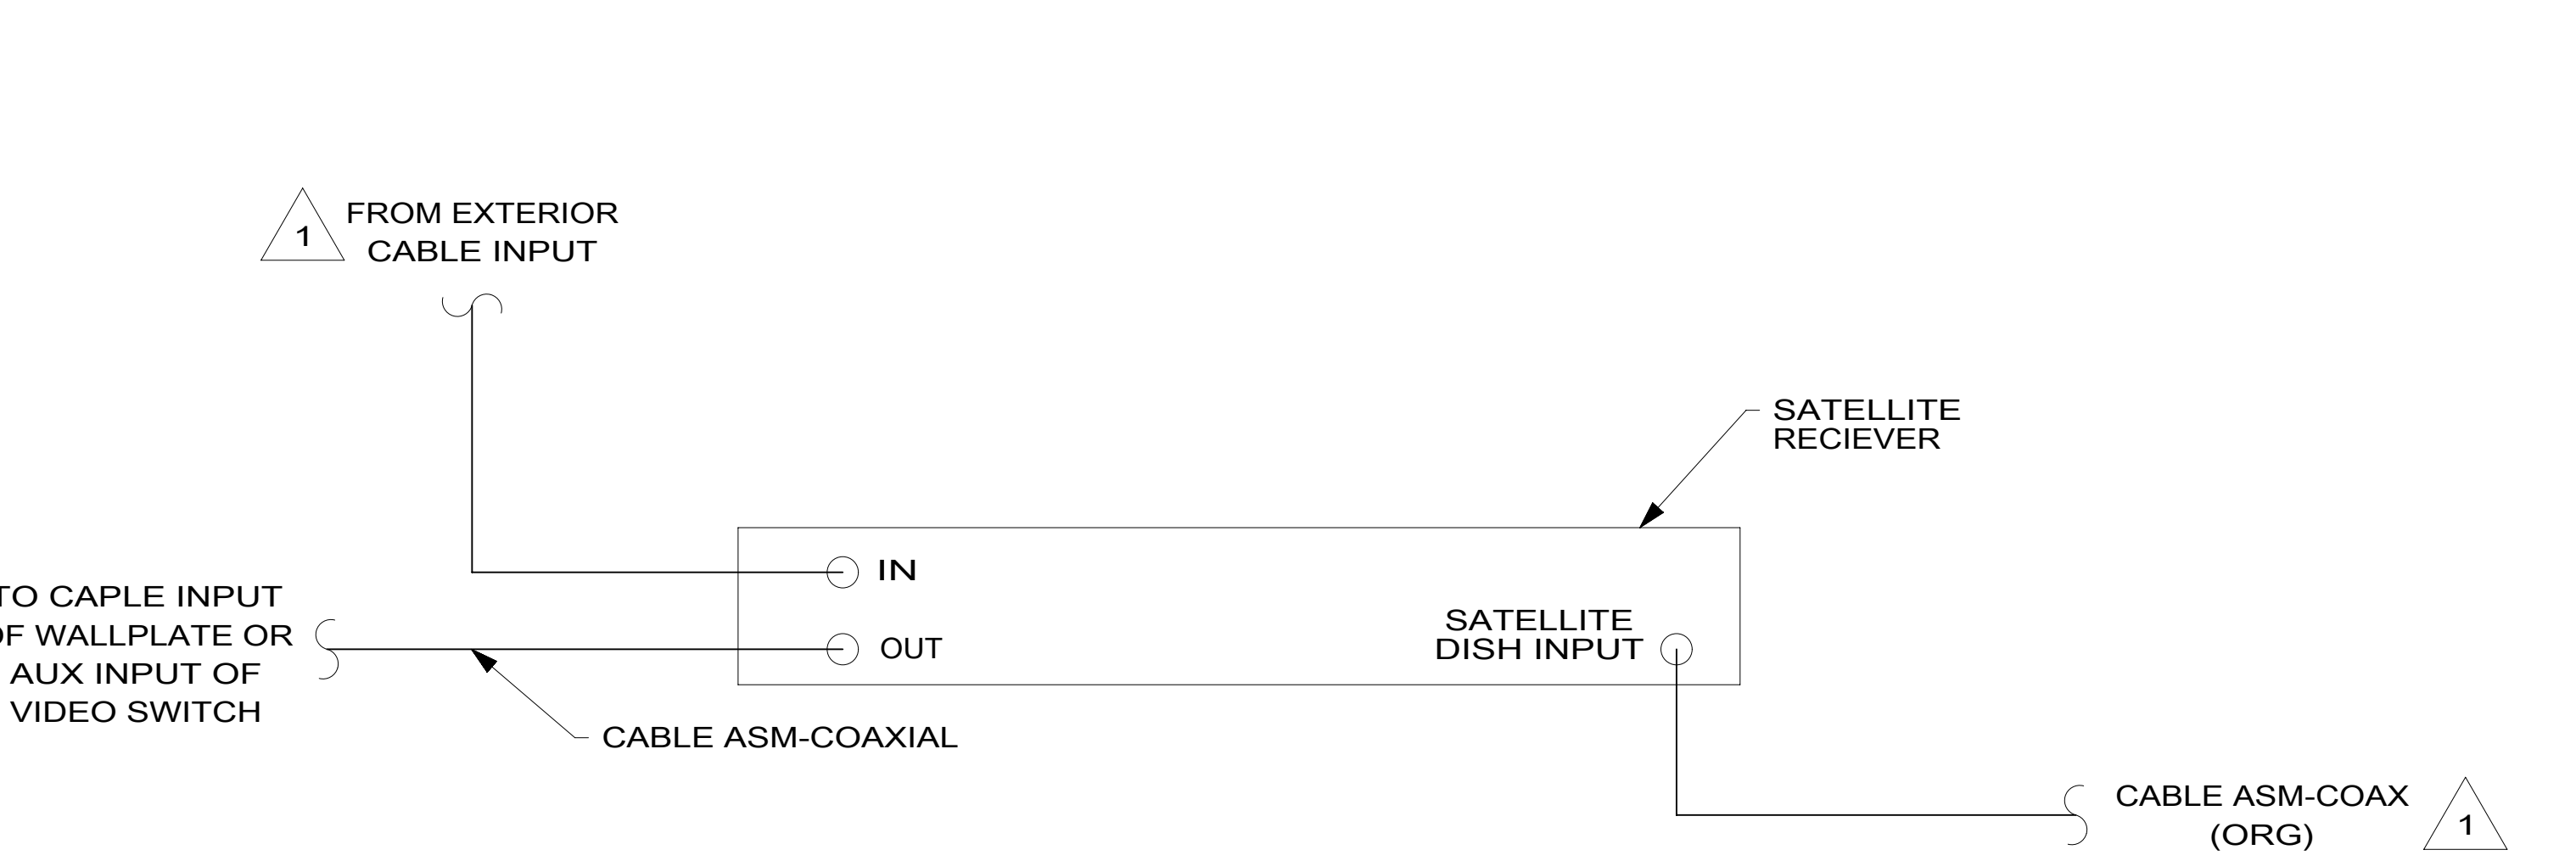 1
FROM EXTERIOR
CABLE INPUT
SATELLITE
RECIEVER
IN
TO CAPLE INPUT
OF WALLPLATE OR
AUX INPUT OF
VIDEO SWITCH
OUT
SATELLITE
DISH INPUT
CABLE ASM-COAXIAL
CABLE ASM-COAX
(ORG)
1